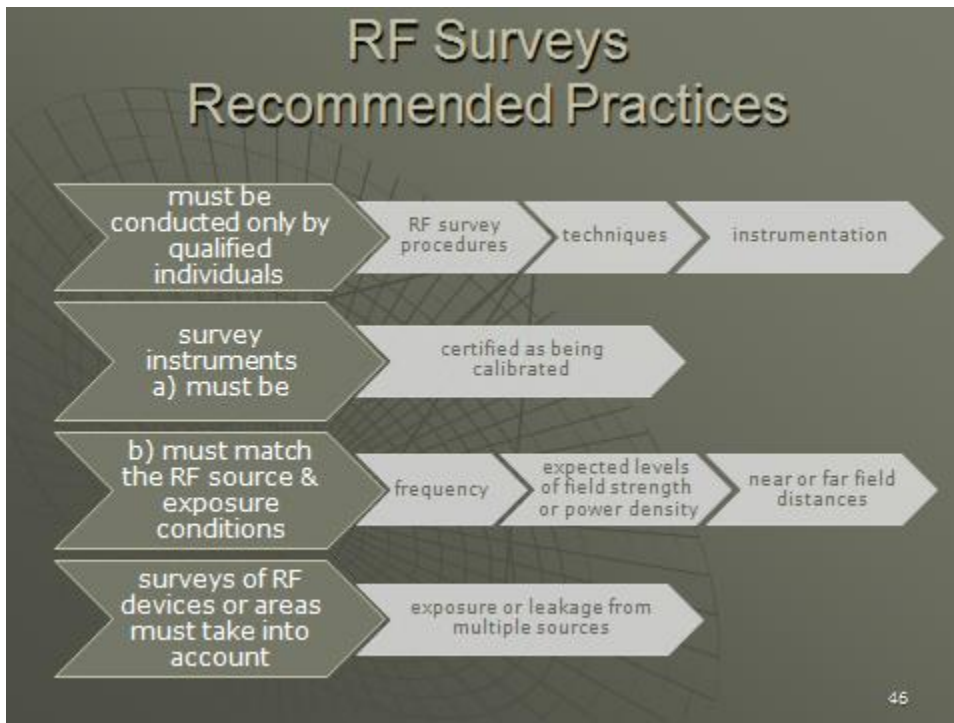 RF Surveys
Recommended Practices
must be
conducted only by
qualified
individuals
RF survey
procedures
techniques
instrumentation
survey
instruments
a) must be
certified as being
calibrated
b) must match
the RF source &
exposure
conditions
frequency
expected levels
of field strength
or power density
near or far field
distances
surveys of RF
devices or areas
must take into
account
exposure or leakage from
multiple sources
46